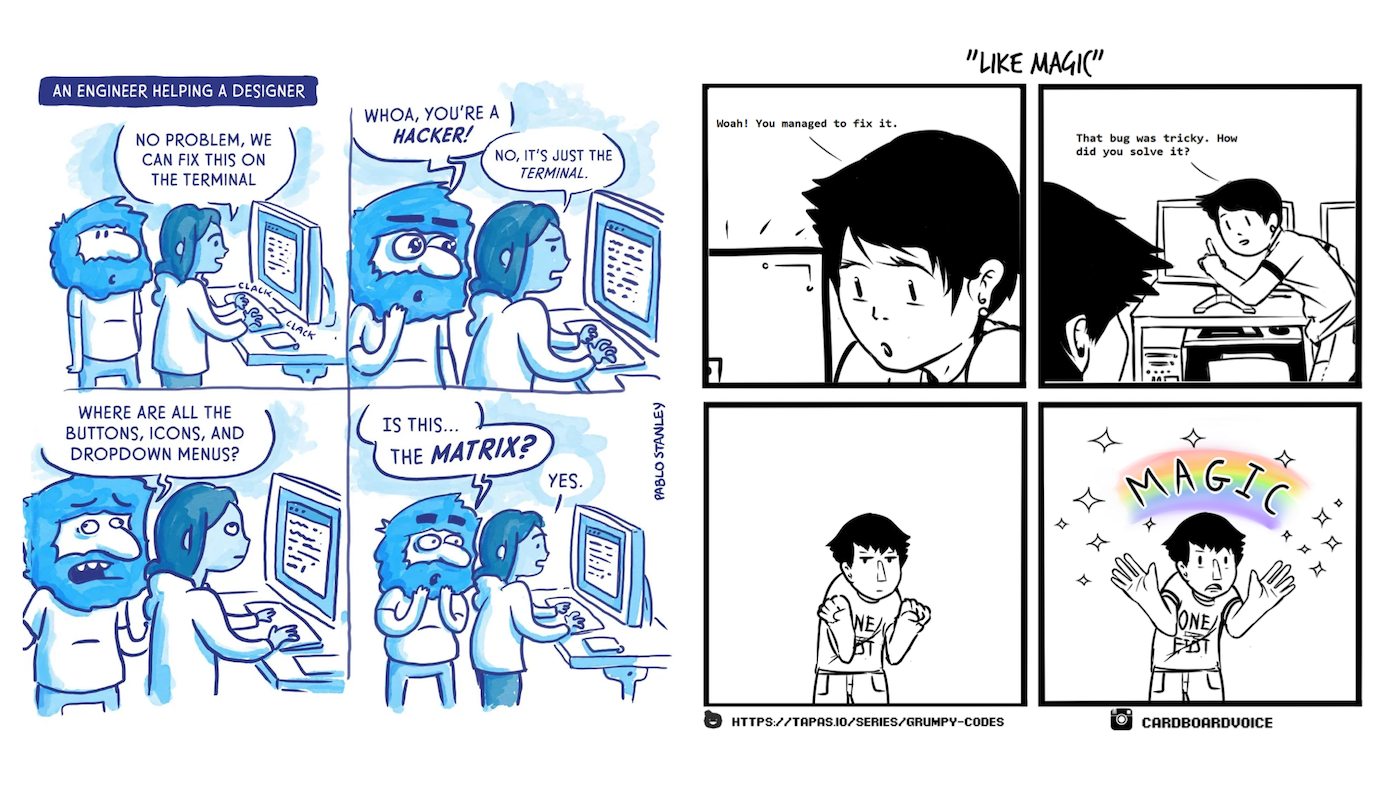 AN ENGINEER HELPING A DESIGNER
NO PROBLEM, WE
CAN FIX THIS ON
THE TERMINAL
CLACK
CLACK
WHOA, YOU'RE A
HACKER!
NO, IT'S JUST THE
TERMINAL.
WHERE ARE ALL THE
BUTTONS, ICONS, AND
DROPDOWN MENUS?
IS THIS...
THE MATRIX?
YES.
PABLO STANLEY
"LIKE MAGIC"
Woah! You managed to fix it.
That bug was tricky. How
did you solve it?
MAGIC
ONE
HTTPS://TAPAS.IO/SERIES/GRUMPY-CODES
CARDBOARDVOICE